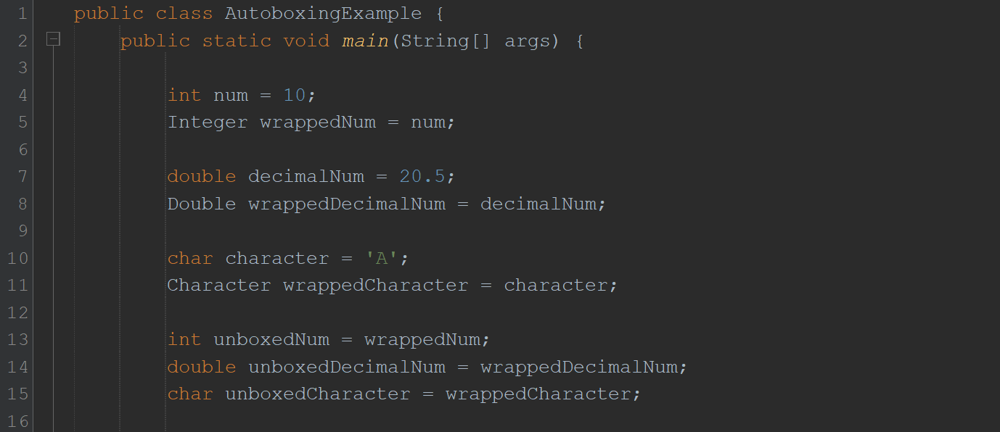 1 public class AutoboxingExample {
2 public static void main(String[] args) {
3
4 int num = 10;
5 Integer wrappedNum = num;
6
7 double decimalNum = 20.5;
8 Double wrappedDecimalNum = decimalNum;
9
10 char character = 'A';
11 Character wrappedCharacter = character;
12
13 int unboxedNum = wrappedNum;
14 double unboxedDecimalNum = wrappedDecimalNum;
15 char unboxedCharacter = wrappedCharacter;
16